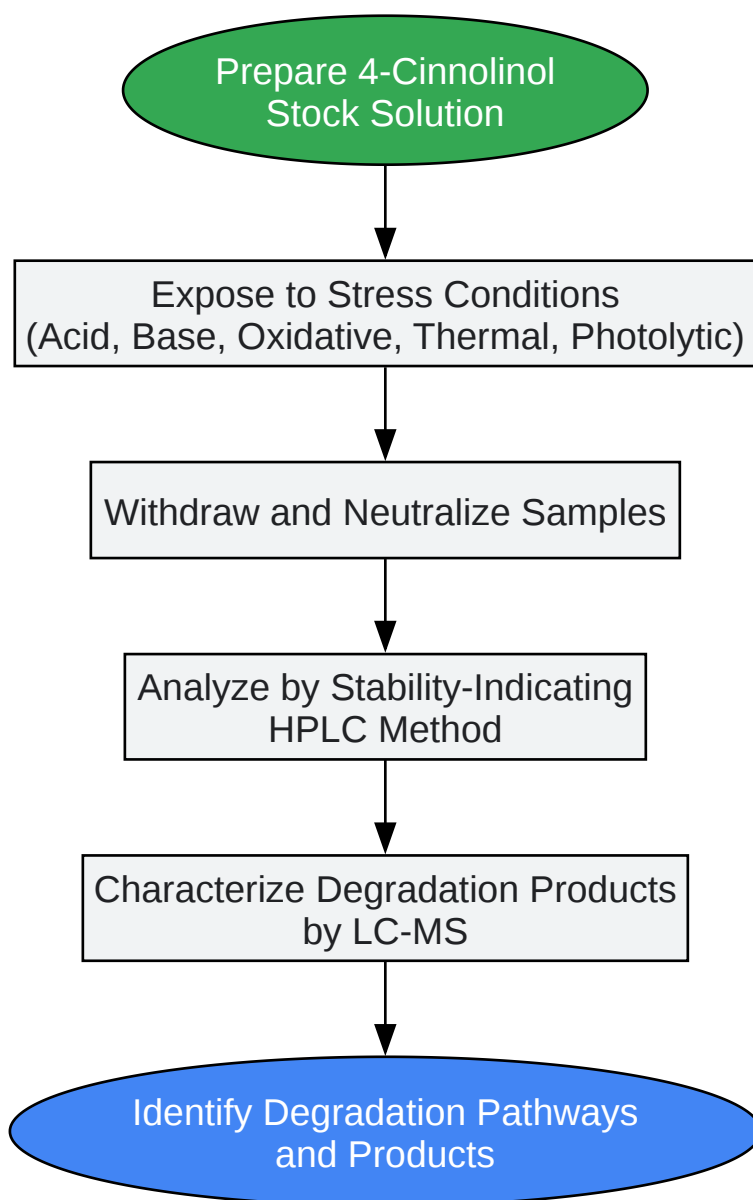 Prepare 4-Cinnolinol
Stock Solution
Expose to Stress Conditions
(Acid, Base, Oxidative, Thermal, Photolytic)
Withdraw and Neutralize Samples
Analyze by Stability-Indicating
HPLC Method
Characterize Degradation Products
by LC-MS
Identify Degradation Pathways
and Products